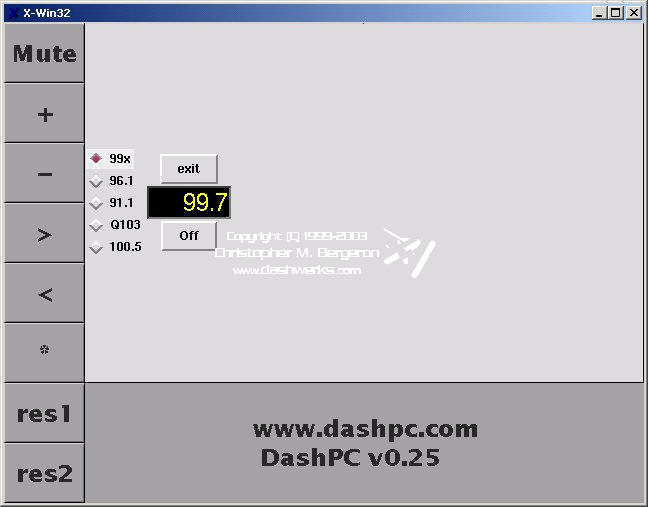 X-Win32
Mute
+
-
>
<
*
res1
res2
99x
96.1
91.1
Q103
100.5
exit
99.7
Off
Copyright (C) 1999-2003
Christopher M. Bergeron
www.dashwerks.com
www.dashpc.com
DashPC v0.25